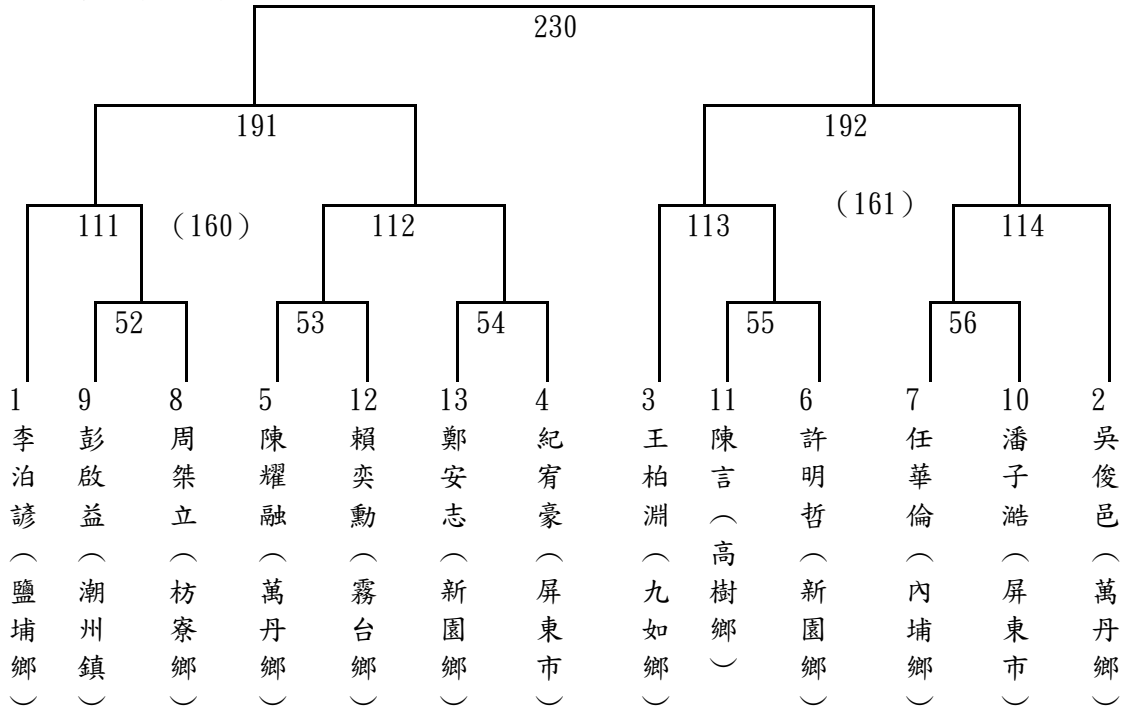 230
191 192
(161)
111 (160) 112 113 114
52 53 54 55 56
1 9 8 5 12 13 4 3 11 6 7 10 2
李泊諺(鹽埔鄉)
彭啟益(潮州鎮)
周桀立(枋寮鄉)
陳耀融(萬丹鄉)
賴奕勳(霧台鄉)
鄭安志(新園鄉)
紀宥豪(屏東市)
王柏淵(九如鄉)
陳言(高樹鄉)
許明哲(新園鄉)
任華倫(內埔鄉)
潘子澔(屏東市)
吳俊邑(萬丹鄉)